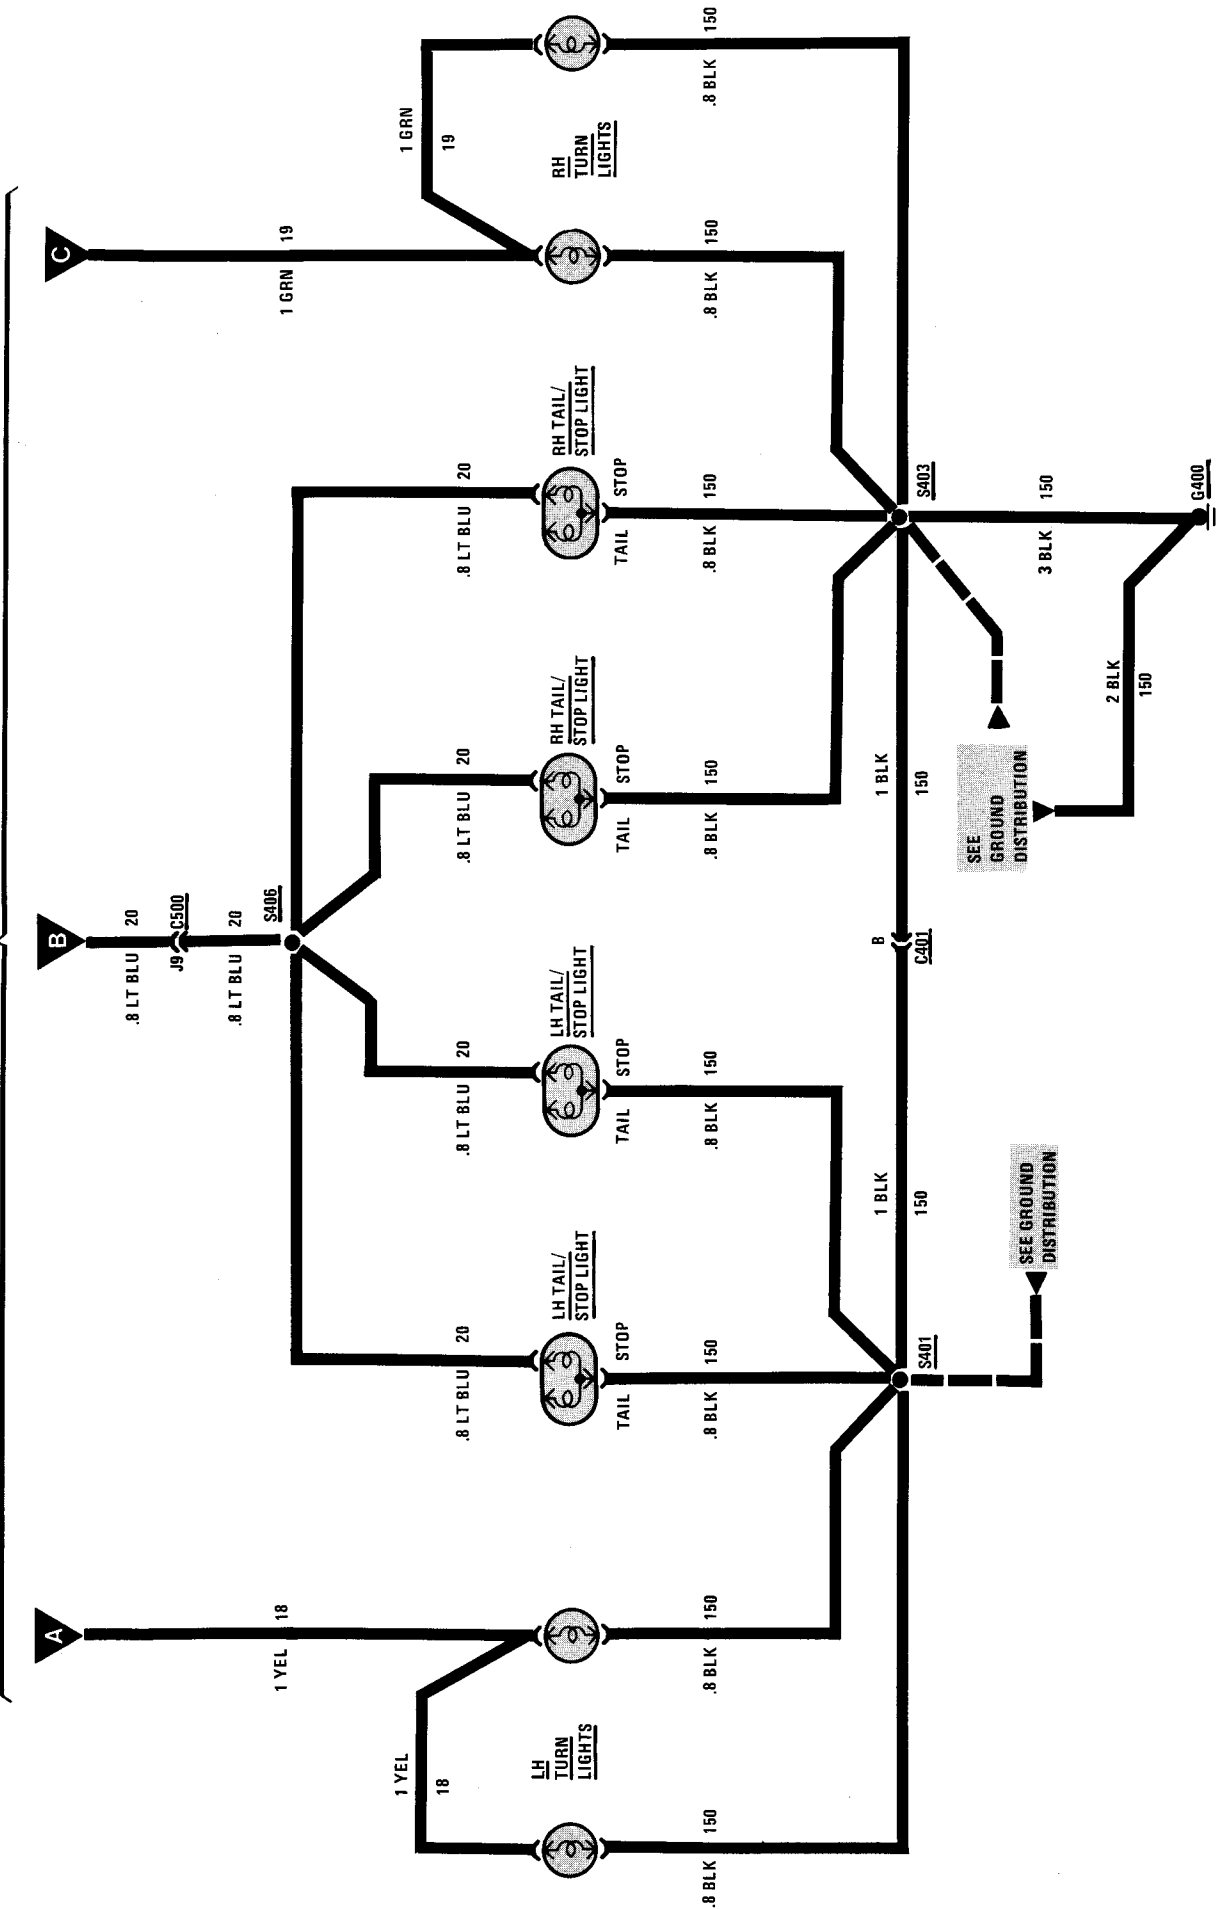 A
B
C
1 YEL
18
.8 LT BLU
20
J9
C500
.8 LT BLU
20
S406
1 GRN
19
1 YEL
18
1 GRN
19
.8 LT BLU
20
.8 LT BLU
20
.8 LT BLU
20
.8 LT BLU
20
LH
TURN
LIGHTS
LH TAIL/
STOP LIGHT
LH TAIL/
STOP LIGHT
RH TAIL/
STOP LIGHT
RH TAIL/
STOP LIGHT
RH
TURN
LIGHTS
TAIL
STOP
TAIL
STOP
TAIL
STOP
TAIL
STOP
.8 BLK
150
.8 BLK
150
.8 BLK
150
.8 BLK
150
.8 BLK
150
.8 BLK
150
.8 BLK
150
.8 BLK
150
S401
1 BLK
150
B
C401
1 BLK
150
S403
SEE GROUND
DISTRIBUTION
SEE
GROUND
DISTRIBUTION
3 BLK
150
2 BLK
150
G400